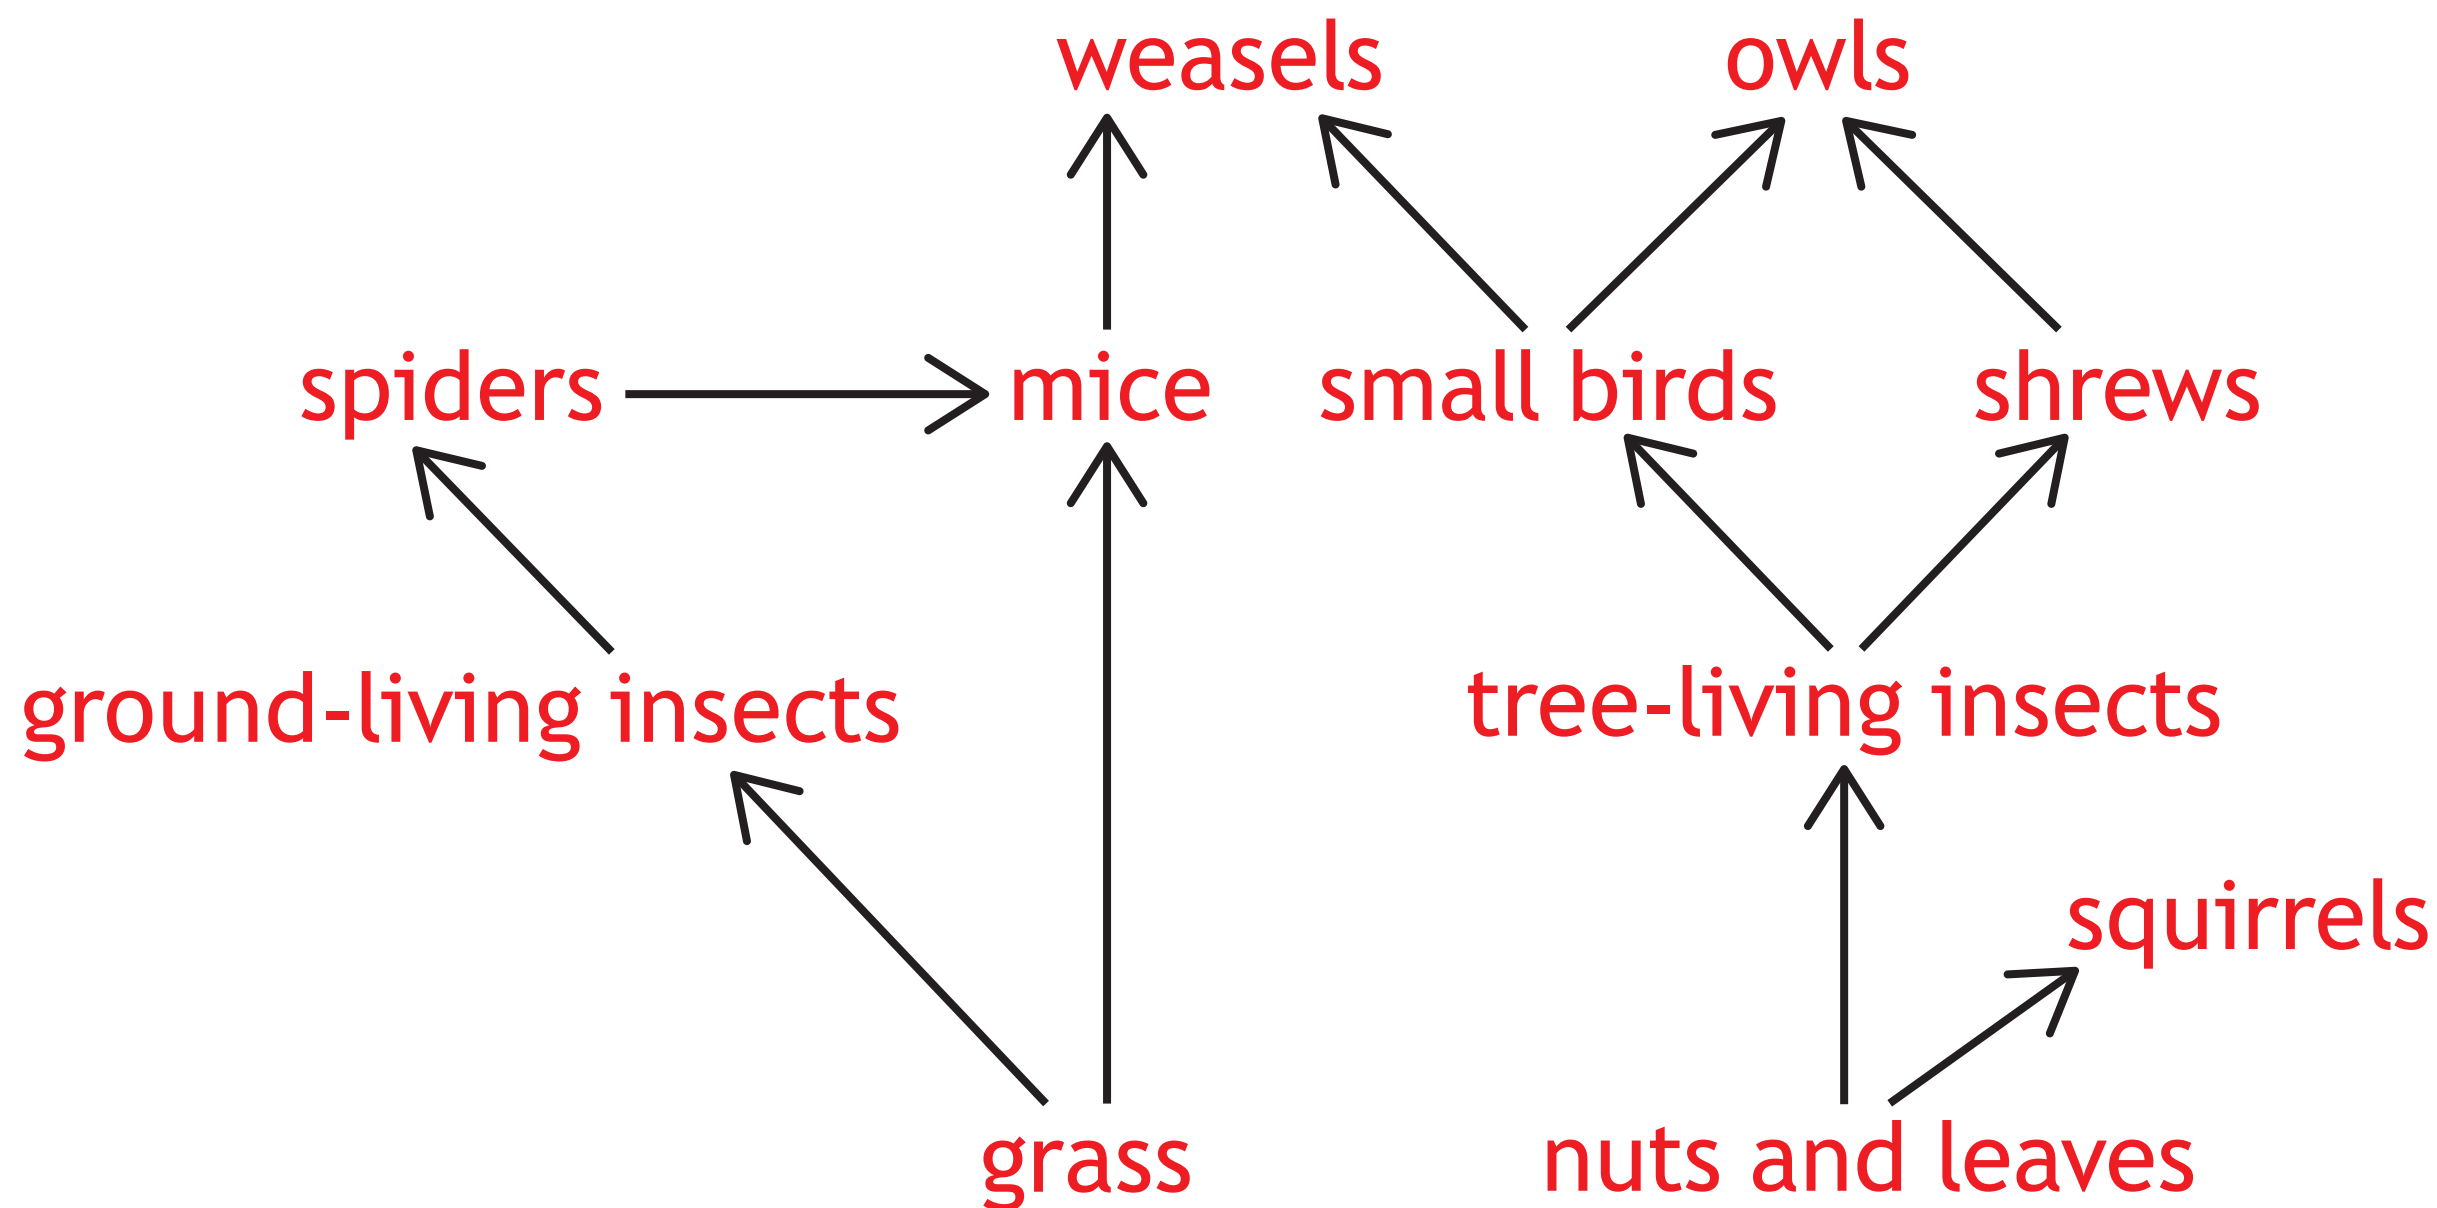 weasels
owls
spiders
mice
small birds
shrews
ground-living insects
tree-living insects
squirrels
grass
nuts and leaves